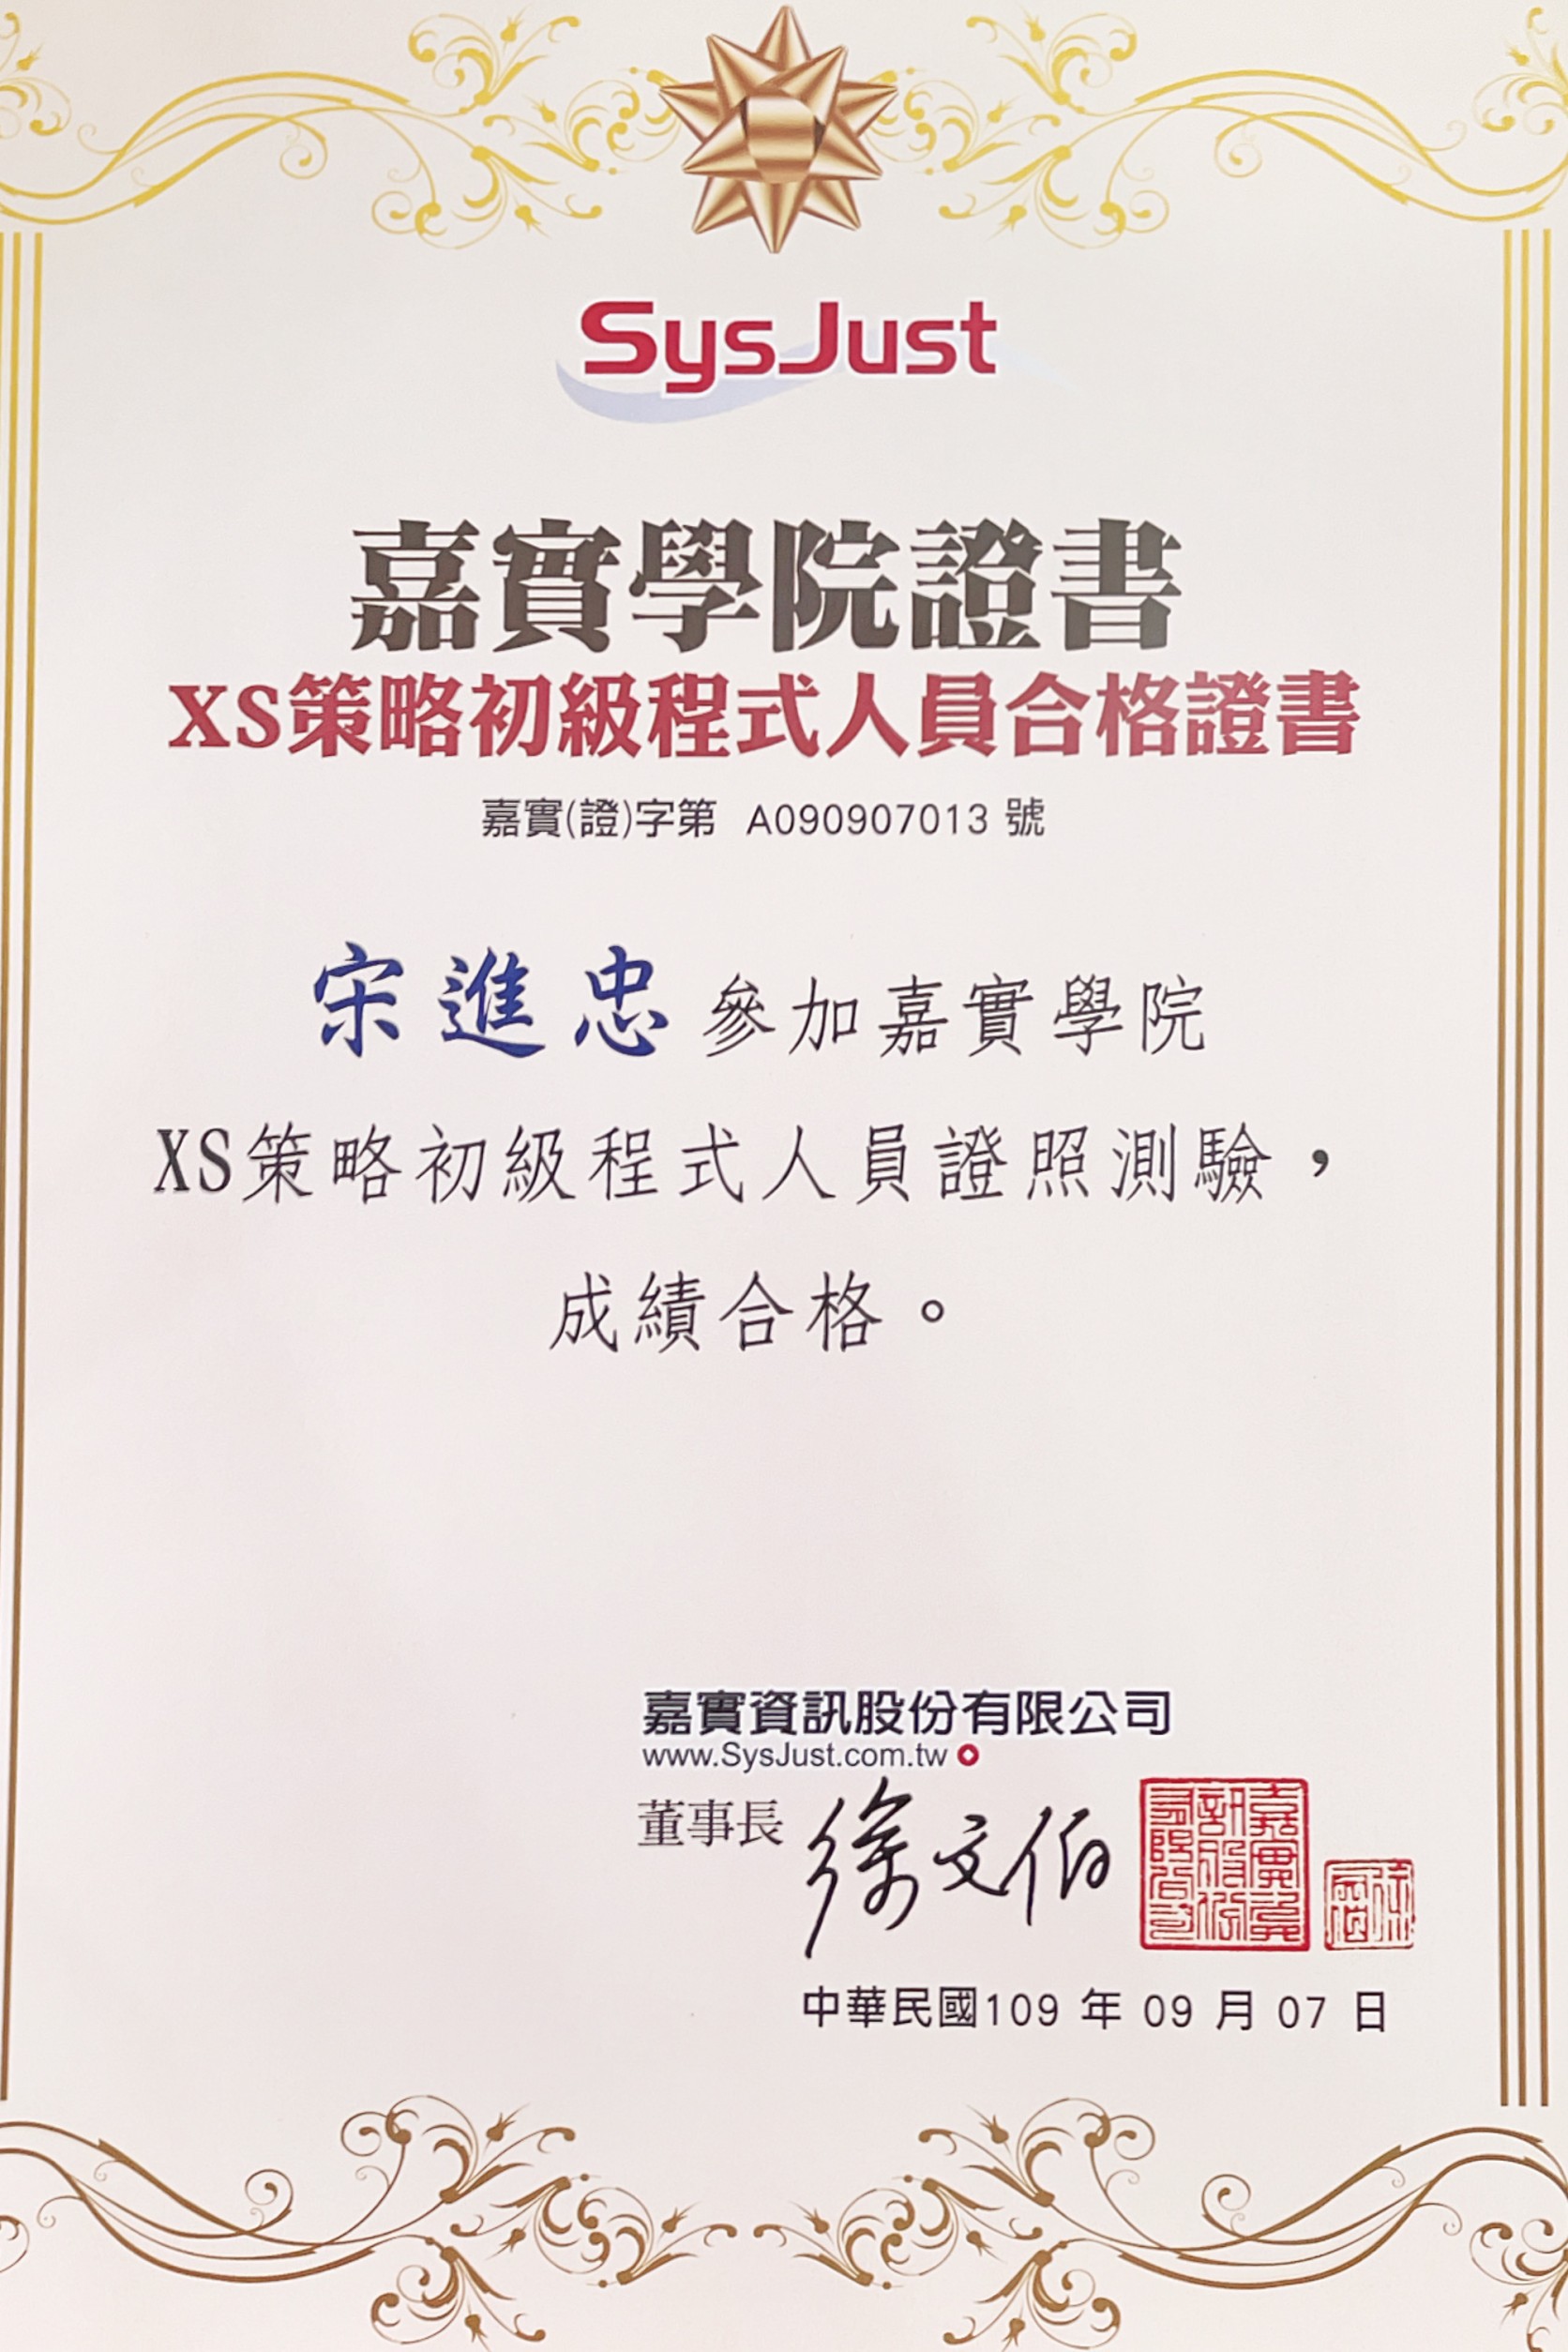 SysJust
嘉實學院證書
XS策略初級程式人員合格證書
嘉實(證)字第 A090907013 號
宋進忠 參加嘉實學院
XS策略初級程式人員證照測驗，
成績合格。
嘉實資訊股份有限公司
www.SysJust.com.tw
董事長 徐文伯
嘉實資訊股份有限公司
中華民國109 年 09 月 07 日